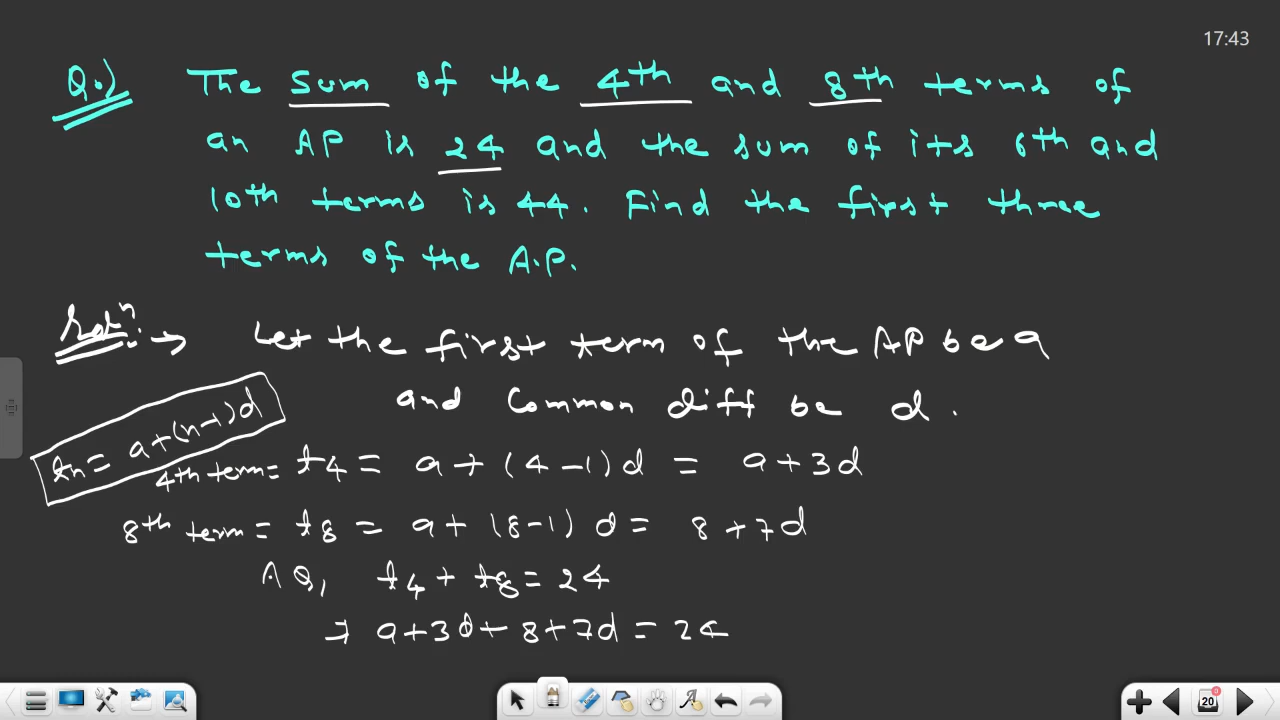 17:43
Q.) The sum of the 4th and 8th terms of
an AP is 24 and the sum of its 6th and
10th terms is 44. Find the first three
terms of the A.P.
Solⁿ: → Let the first term of the AP be a
and common diff be d.
tn = a+(n-1)d
4th term = t4 = a+(4-1)d = a+3d
8th term = t8 = a+(8-1)d = 8+7d
A Q, t4 + t8 = 24
→ a+3d+8+7d = 24
20
0